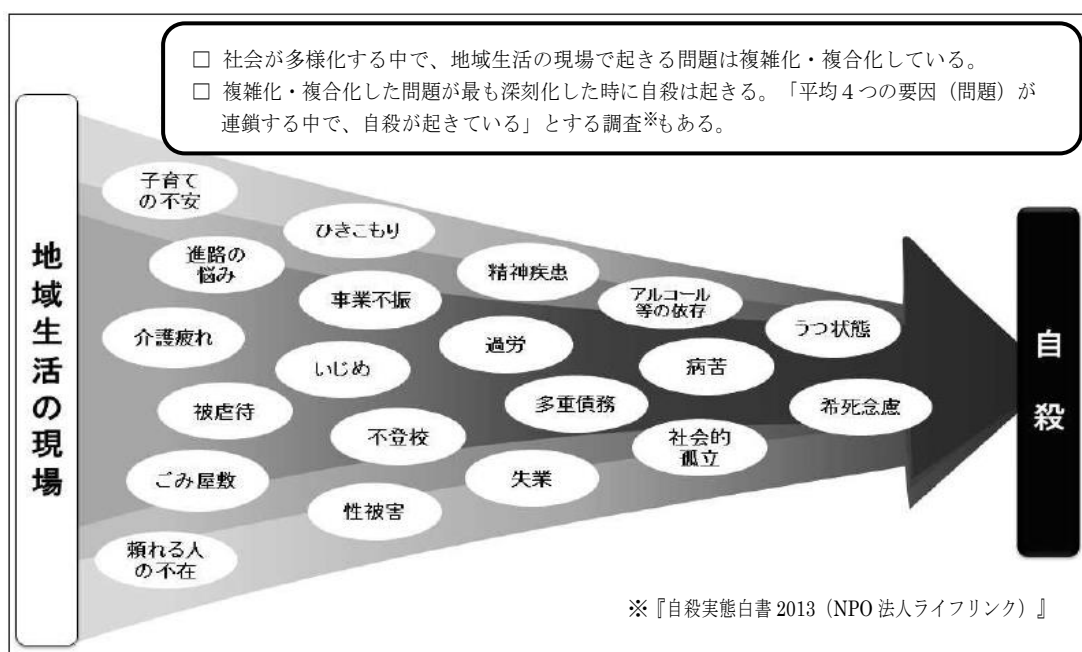 □ 社会が多様化する中で、地域生活の現場で起きる問題は複雑化・複合化している。
□ 複雑化・複合化した問題が最も深刻化した時に自殺は起きる。「平均４つの要因（問題）が
連鎖する中で、自殺が起きている」とする調査※もある。
地域生活の現場
子育て
の不安
進路の
悩み
介護疲れ
被虐待
ごみ屋敷
頼れる人
の不在
ひきこもり
事業不振
いじめ
不登校
性被害
精神疾患
過労
多重債務
失業
アルコール
等の依存
病苦
社会的
孤立
うつ状態
希死念慮
自殺
※『自殺実態白書 2013（NPO 法人ライフリンク）』